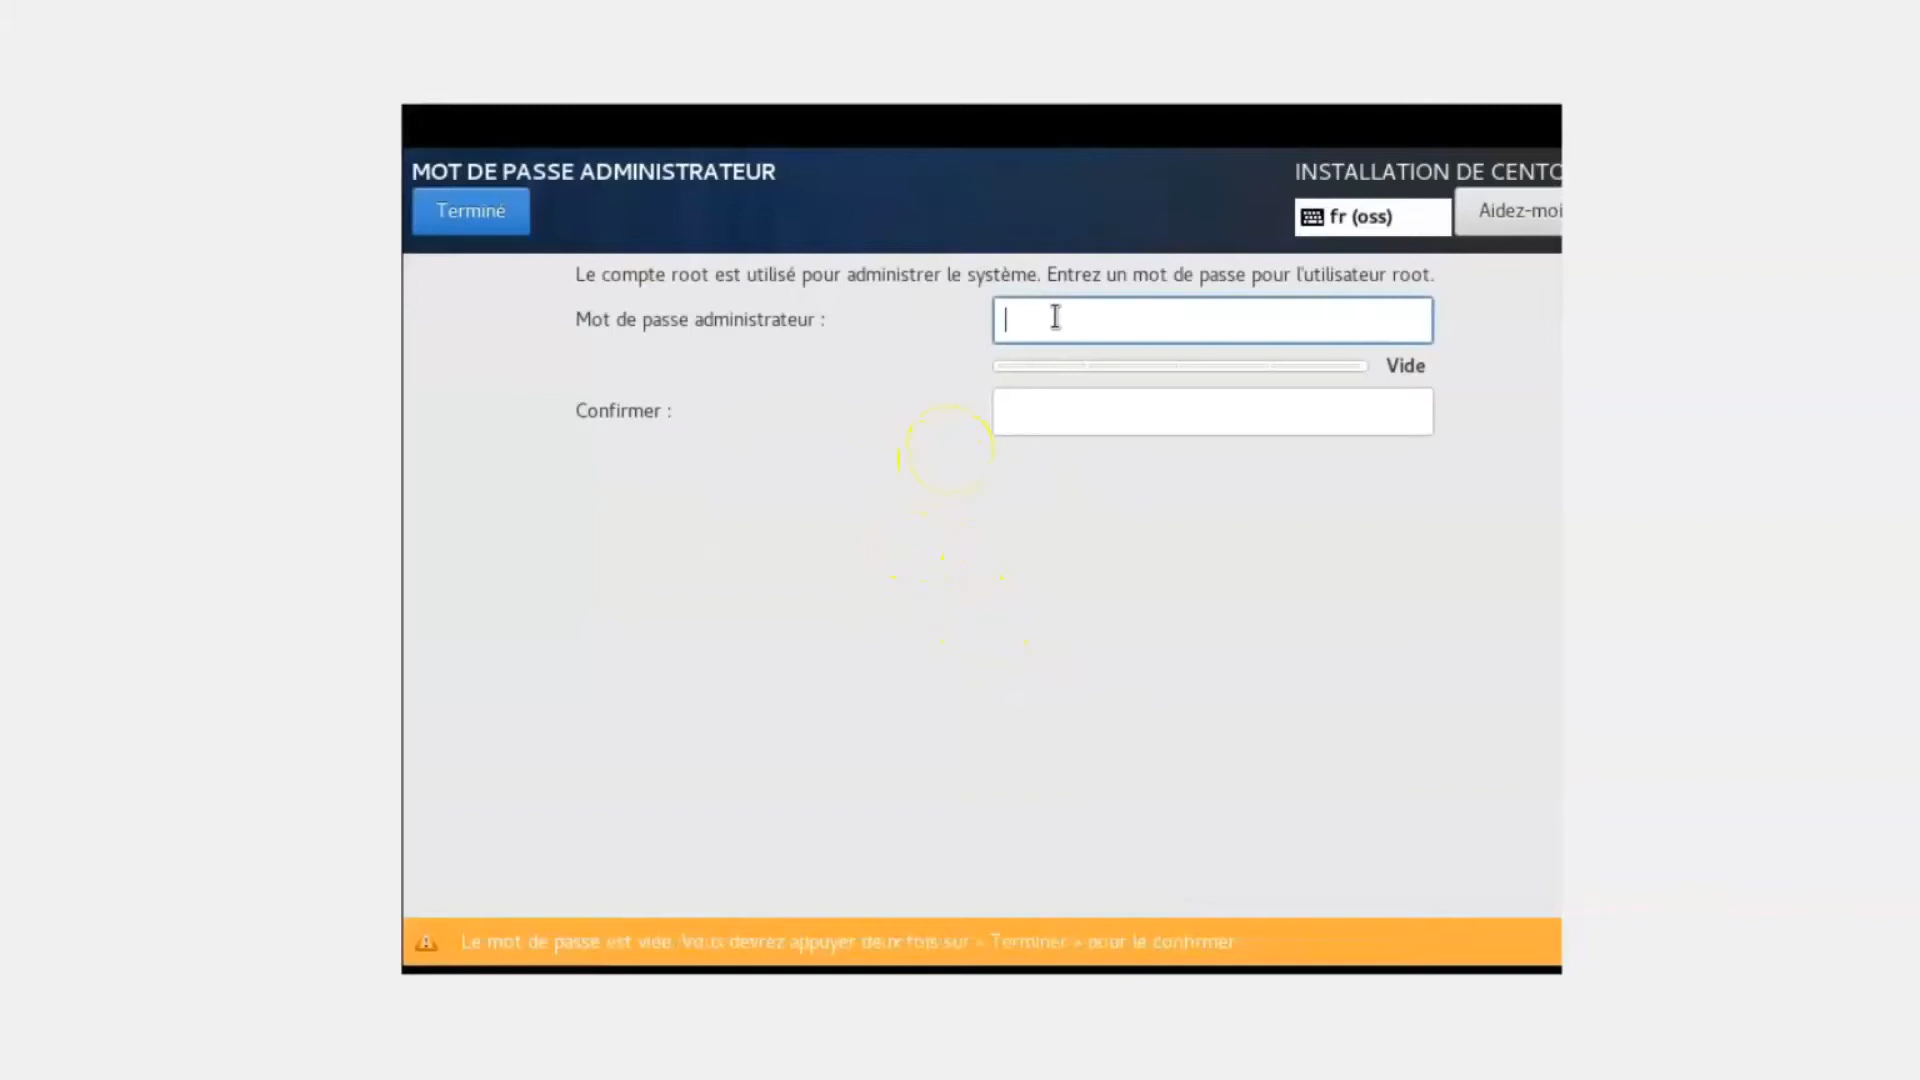 MOT DE PASSE ADMINISTRATEUR
INSTALLATION DE CENTO
Terminé
fr (oss)
Aidez-moi
Le compte root est utilisé pour administrer le système. Entrez un mot de passe pour l'utilisateur root.
Mot de passe administrateur :
Vide
Confirmer :
Le mot de passe est vide. Vous devrez appuyer deux fois sur « Terminer » pour le confirmer